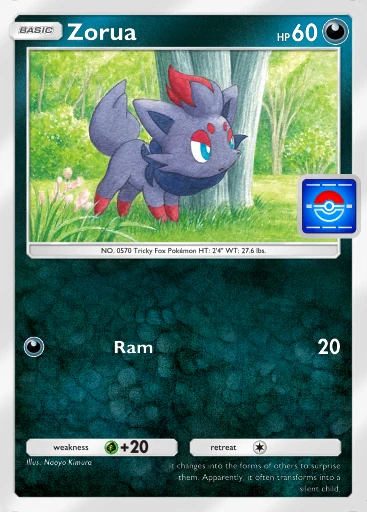 BASIC Zorua HP 60
NO. 0570 Tricky Fox Pokémon HT: 2'4" WT: 27.6 lbs.
Ram 20
weakness +20 retreat
Illus. Naoyo Kimura
It changes into the forms of others to surprise
them. Apparently, it often transforms into a
silent child.